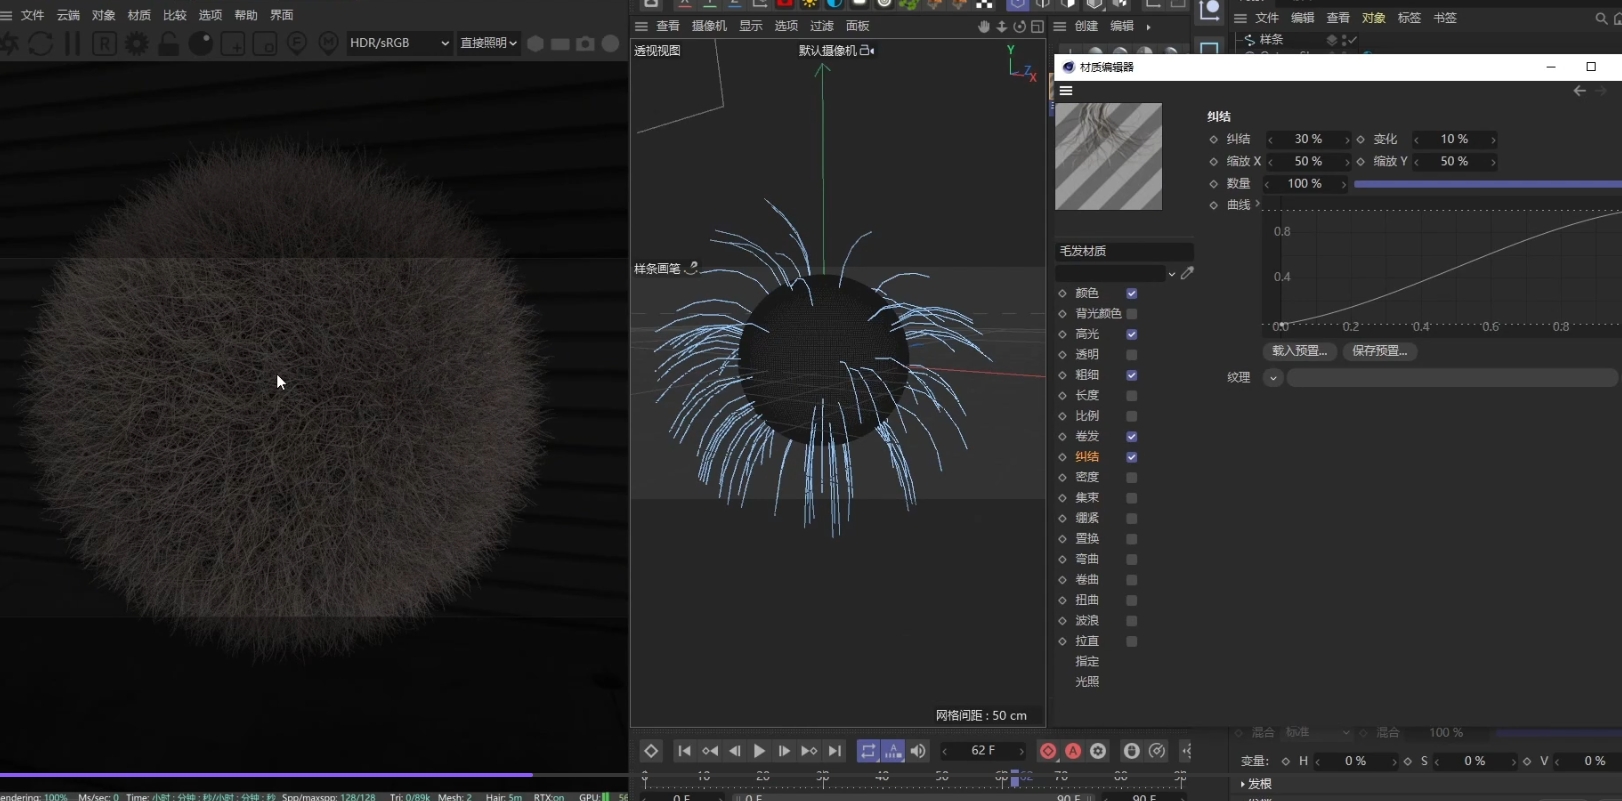 文件 云端 对象 材质 比较 选项 帮助 界面
HDR/sRGB 直接照明
查看 摄像机 显示 选项 过滤 面板
透视视图
默认摄像机
Y
Z
X
样条画笔
网格间距 : 50 cm
创建 编辑
文件 编辑 查看 对象 标签 书签
样条
材质编辑器
纠结
纠结 30 % 变化 10 %
缩放 X 50 % 缩放 Y 50 %
数量 100 %
曲线
0.8
0.4
0.0 0.2 0.4 0.6 0.8
载入预置... 保存预置...
纹理
毛发材质
颜色
背光颜色
高光
透明
粗细
长度
比例
卷发
纠结
密度
集束
绷紧
置换
弯曲
卷曲
扭曲
波浪
拉直
指定
光照
混合 标准 混合 100 %
变量: H 0 % S 0 % V 0 %
发根
62 F
0 10 20 30 40 50 60 62 70 80 90
0 F 0 F 90 F 90 F
endering: 100% Ms/sec: 0 Time: 小时 : 分钟 : 秒/小时 : 分钟 : 秒 Spp/maxspp: 128/128 Tri: 0/89k Mesh: 2 Hair: 5m RTX:on GPU: 56